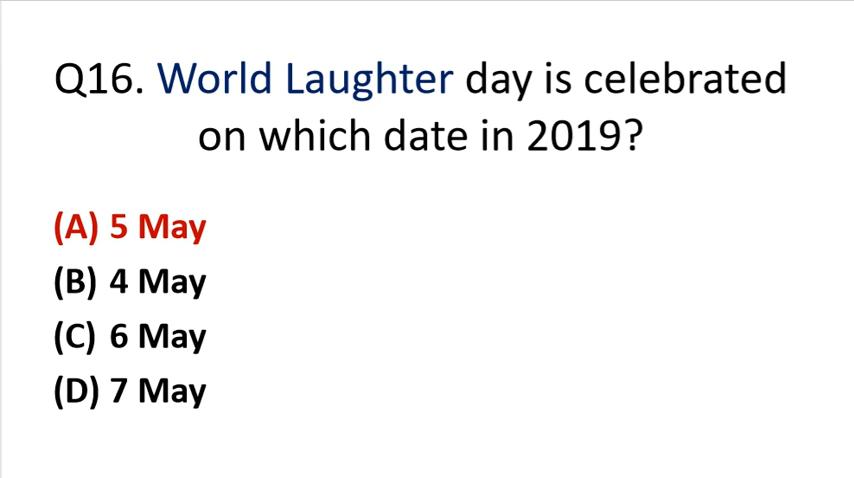 Q16. World Laughter day is celebrated
on which date in 2019?
(A) 5 May
(B) 4 May
(C) 6 May
(D) 7 May